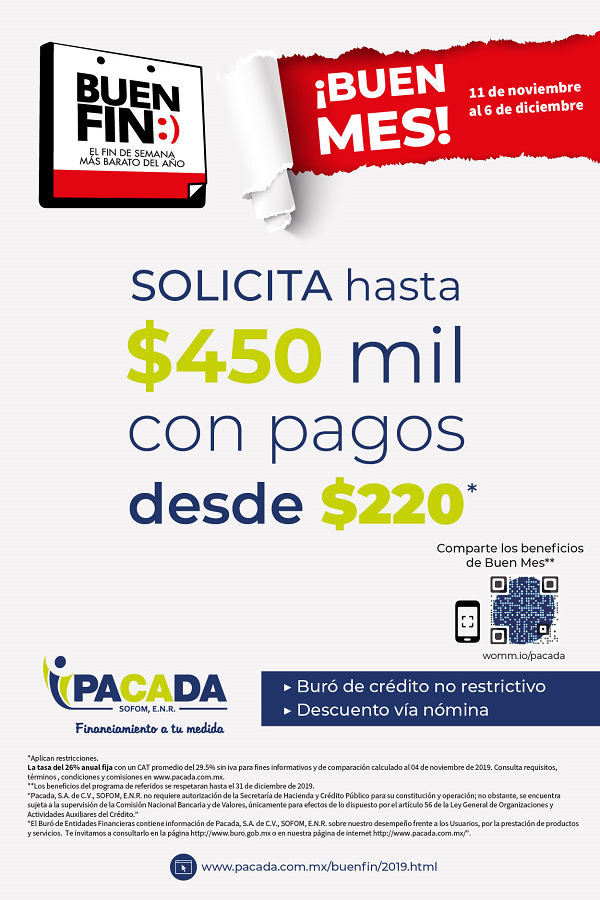 BUEN
FIN:)
EL FIN DE SEMANA
MÁS BARATO DEL AÑO
¡BUEN
MES!
11 de noviembre
al 6 de diciembre
SOLICITA hasta
$450 mil
con pagos
desde $220*
Comparte los beneficios
de Buen Mes**
womm.io/pacada
PACADA
SOFOM, E.N.R.
Financiamiento a tu medida
▸ Buró de crédito no restrictivo
▸ Descuento vía nómina
*Aplican restricciones.
La tasa del 26% anual fija con un CAT promedio del 29.5% sin iva para fines informativos y de comparación calculado al 04 de noviembre de 2019. Consulta requisitos,
términos , condiciones y comisiones en www.pacada.com.mx.
**Los beneficios del programa de referidos se respetaran hasta el 31 de diciembre de 2019.
"Pacada, S.A. de C.V., SOFOM, E.N.R. no requiere autorización de la Secretaría de Hacienda y Crédito Público para su constitución y operación; no obstante, se encuentra
sujeta a la supervisión de la Comisión Nacional Bancaria y de Valores, únicamente para efectos de lo dispuesto por el artículo 56 de la Ley General de Organizaciones y
Actividades Auxiliares del Crédito."
"El Buró de Entidades Financieras contiene información de Pacada, S.A. de C.V., SOFOM, E.N.R. sobre nuestro desempeño frente a los Usuarios, por la prestación de productos
y servicios. Te invitamos a consultarlo en la página http://www.buro.gob.mx o en nuestra página de internet http://www.pacada.com.mx/".
www.pacada.com.mx/buenfin/2019.html